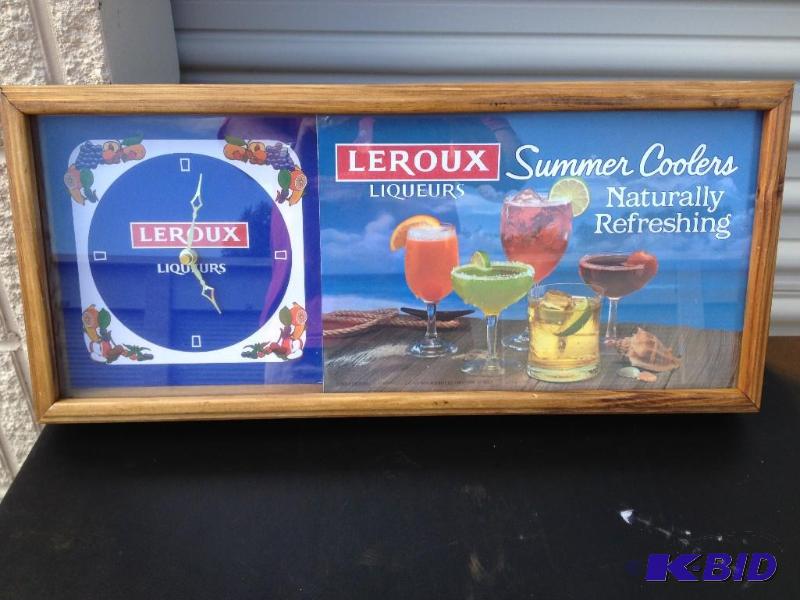 LEROUX
LIQUEURS
LEROUX
LIQUEURS
Summer Coolers
Naturally
Refreshing
K-BID